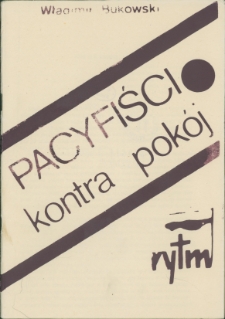 Władimir Bukowski
PACYFIŚCI
kontra pokój
rytm